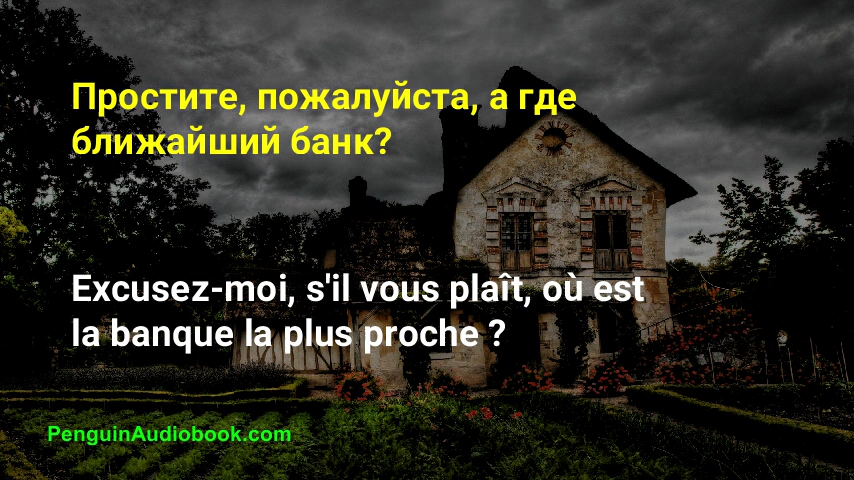 Простите, пожалуйста, а где
ближайший банк?
Excusez-moi, s'il vous plaît, où est
la banque la plus proche ?
PenguinAudiobook.com